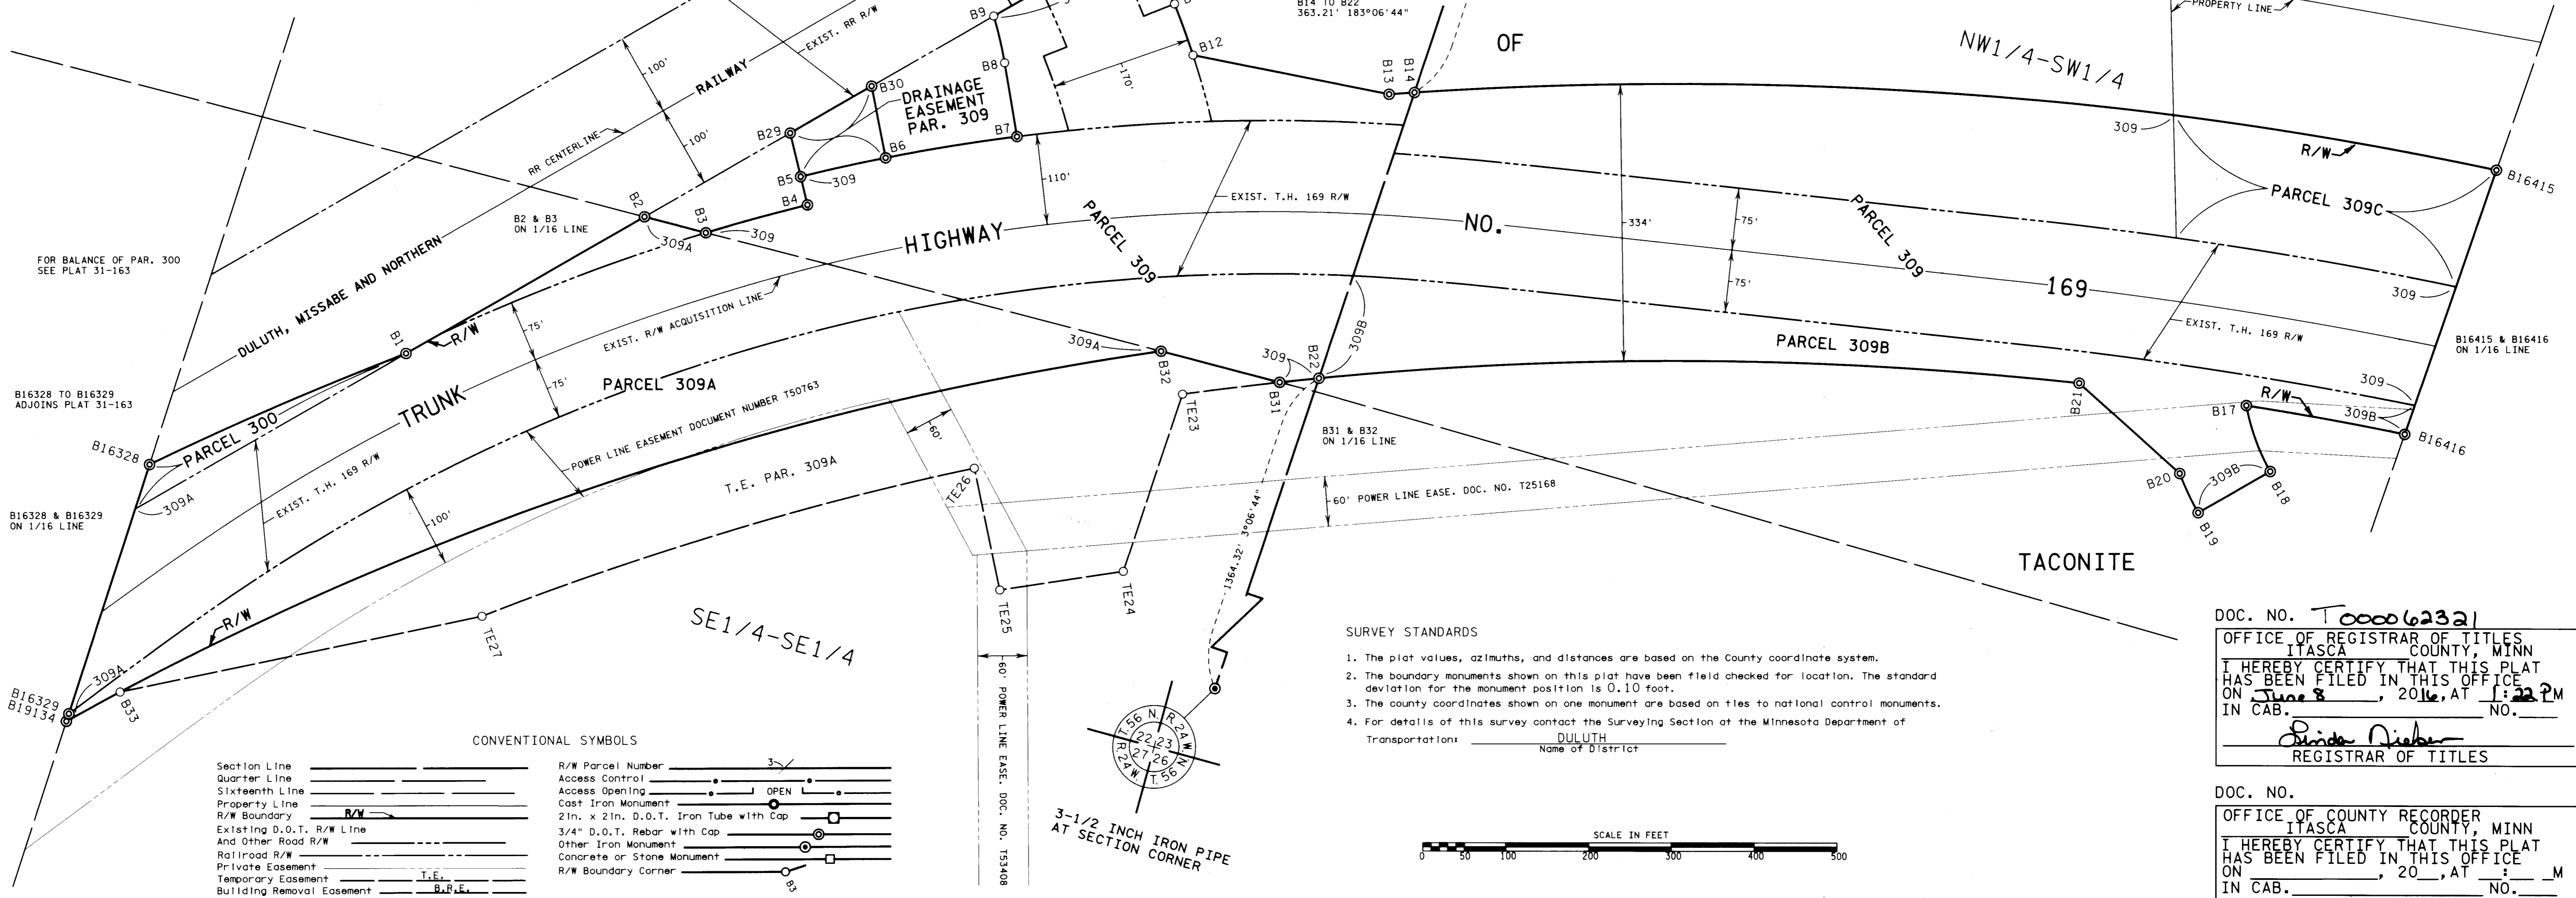 B14 TO B22
363.21' 183°06'44"
PROPERTY LINE
OF
NW1/4-SW1/4
B9
B8
B7
B12
170'
B13
B14
EXIST. RR R/W
100'
RAILWAY
100'
RR CENTERLINE
B30
DRAINAGE
EASEMENT
PAR. 309
B29
B6
B5
309
B4
110'
PARCEL 309
EXIST. T.H. 169 R/W
309
R/W
B16415
PARCEL 309C
PARCEL 309
334'
75'
75'
NO.
169
309
EXIST. T.H. 169 R/W
B16415 & B16416
ON 1/16 LINE
B2
B3
B2 & B3
ON 1/16 LINE
309A
309
HIGHWAY
FOR BALANCE OF PAR. 300
SEE PLAT 31-163
DULUTH, MISSABE AND NORTHERN
B1
R/W
75'
75'
EXIST. R/W ACQUISITION LINE
PARCEL 309A
TRUNK
B16328 TO B16329
ADJOINS PLAT 31-163
PARCEL 300
B16328
309A
EXIST. T.H. 169 R/W
100'
POWER LINE EASEMENT DOCUMENT NUMBER T50763
60'
T.E. PAR. 309A
B16328 & B16329
ON 1/16 LINE
309A
B32
309
B31
B22
309B
PARCEL 309B
B31 & B32
ON 1/16 LINE
B21
B17
R/W
309
309B
B16416
B20
309B
B18
B19
TE23
TE26
60' POWER LINE EASE. DOC. NO. T25168
1364.32' 3°06'44"
TE24
TE25
TE27
TACONITE
SE1/4-SE1/4
R/W
309A
B16329
B19134
B33
60' POWER LINE EASE. DOC. NO. T53408
T. 56 N. R. 24 W.
22 23
27 26
R. 24 W. T. 56 N.
3-1/2 INCH IRON PIPE
AT SECTION CORNER
SURVEY STANDARDS
1. The plat values, azimuths, and distances are based on the County coordinate system.
2. The boundary monuments shown on this plat have been field checked for location. The standard
deviation for the monument position is 0.10 foot.
3. The county coordinates shown on one monument are based on ties to national control monuments.
4. For details of this survey contact the Surveying Section at the Minnesota Department of
Transportation: DULUTH
Name of District
SCALE IN FEET
0 50 100 200 300 400 500
CONVENTIONAL SYMBOLS
Section Line
Quarter Line
Sixteenth Line
Property Line
R/W Boundary R/W
Existing D.O.T. R/W Line
And Other Road R/W
Railroad R/W
Private Easement
Temporary Easement T.E.
Building Removal Easement B.R.E.
R/W Parcel Number 3
Access Control
Access Opening OPEN
Cast Iron Monument
2in. x 2in. D.O.T. Iron Tube with Cap
3/4" D.O.T. Rebar with Cap
Other Iron Monument
Concrete or Stone Monument
R/W Boundary Corner B3
DOC. NO. T000062321
OFFICE OF REGISTRAR OF TITLES
ITASCA COUNTY, MINN
I HEREBY CERTIFY THAT THIS PLAT
HAS BEEN FILED IN THIS OFFICE
ON June 8, 2016, AT 1:22 PM
IN CAB. NO.
REGISTRAR OF TITLES
DOC. NO.
OFFICE OF COUNTY RECORDER
ITASCA COUNTY, MINN
I HEREBY CERTIFY THAT THIS PLAT
HAS BEEN FILED IN THIS OFFICE
ON , 20 , AT : M
IN CAB. NO.